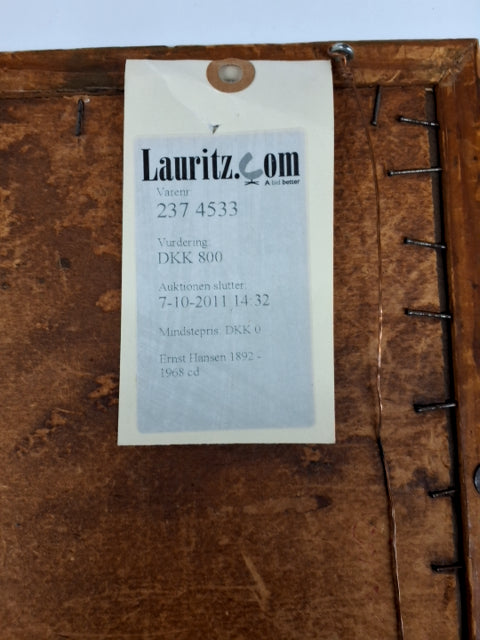 Lauritz.com
A bid better
Varenr
237 4533
Vurdering:
DKK 800
Auktionen slutter:
7-10-2011 14:32
Mindstepris: DKK 0
Ernst Hansen 1892 -
1968 cd